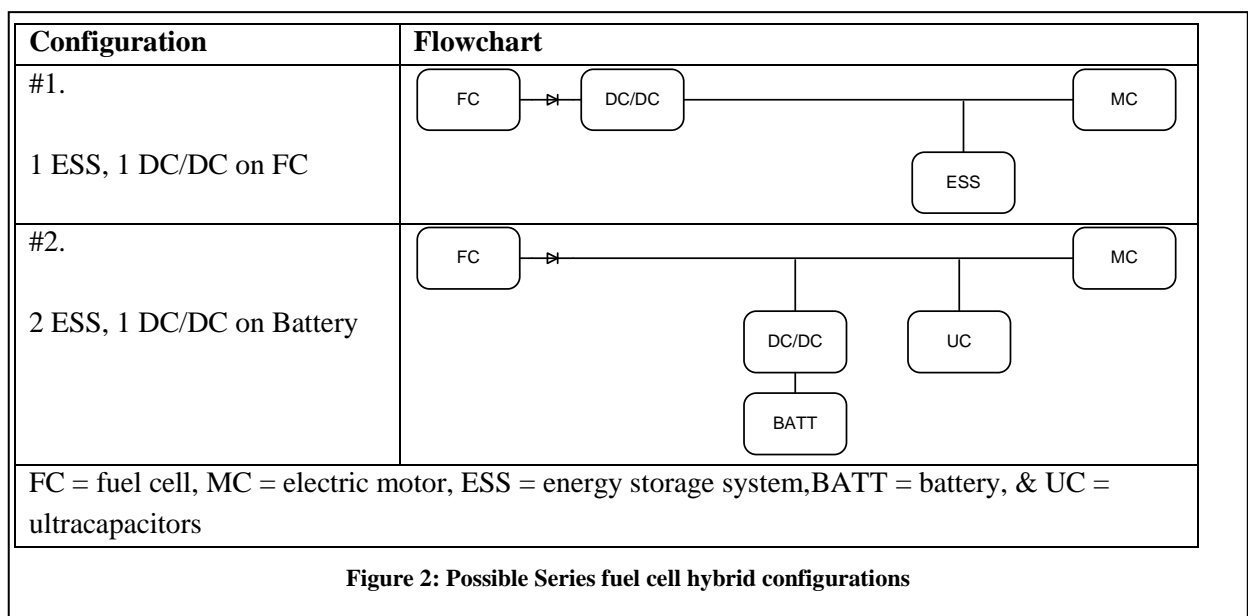 Configuration
Flowchart
#1.
1 ESS, 1 DC/DC on FC
FC
DC/DC
MC
ESS
#2.
2 ESS, 1 DC/DC on Battery
FC
MC
DC/DC
UC
BATT
FC = fuel cell, MC = electric motor, ESS = energy storage system,BATT = battery, & UC =
ultracapacitors
Figure 2: Possible Series fuel cell hybrid configurations